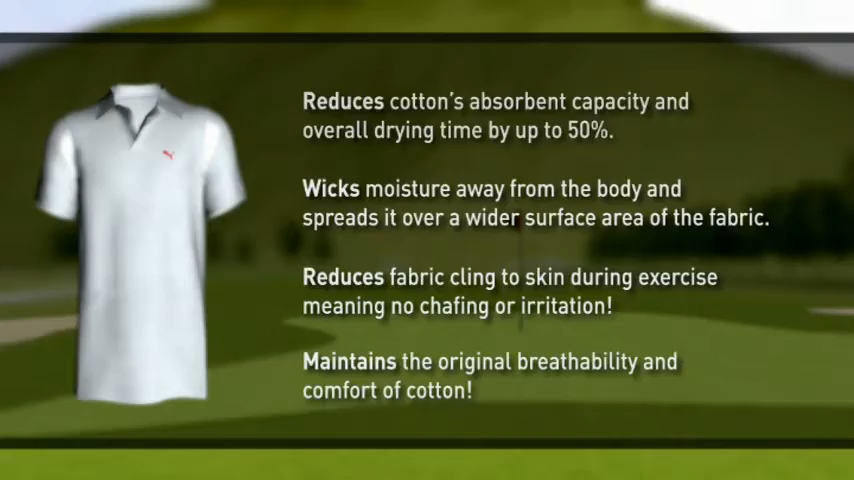 Reduces cotton's absorbent capacity and
overall drying time by up to 50%.
Wicks moisture away from the body and
spreads it over a wider surface area of the fabric.
Reduces fabric cling to skin during exercise
meaning no chafing or irritation!
Maintains the original breathability and
comfort of cotton!